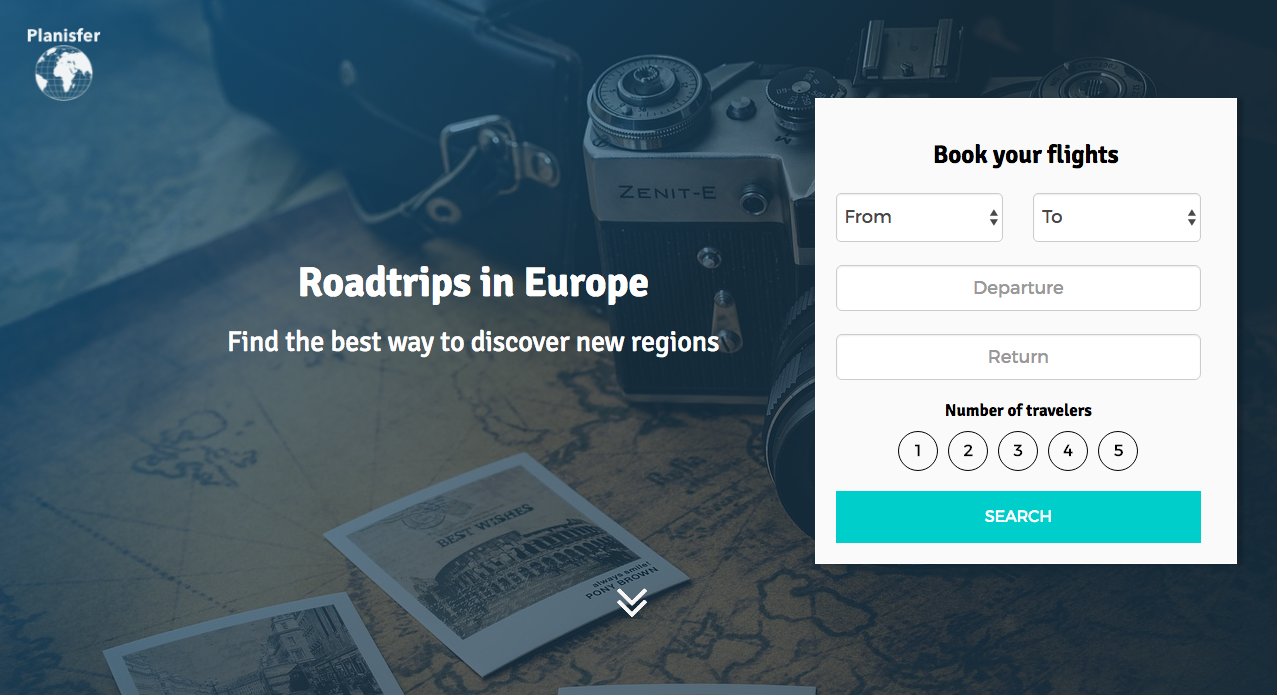 Planisfer
ZENIT-E
Book your flights
From
To
Departure
Return
Number of travelers
1 2 3 4 5
SEARCH
Roadtrips in Europe
Find the best way to discover new regions
BEST WISHES
always smile!
PONY BROWN